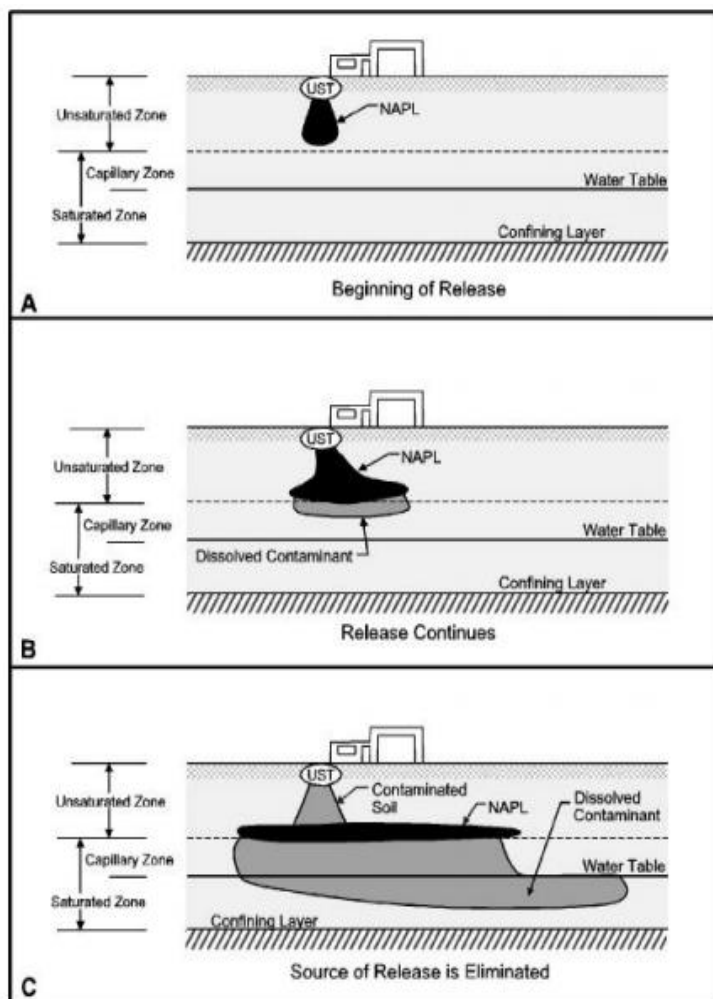 UST
NAPL
Unsaturated Zone
Capillary Zone
Water Table
Saturated Zone
Confining Layer
Beginning of Release
A
UST
NAPL
Unsaturated Zone
Capillary Zone
Water Table
Dissolved Contaminant
Saturated Zone
Confining Layer
Release Continues
B
UST
Contaminated
Soil
NAPL
Dissolved
Contaminant
Unsaturated Zone
Capillary Zone
Water Table
Saturated Zone
Confining Layer
Source of Release is Eliminated
C